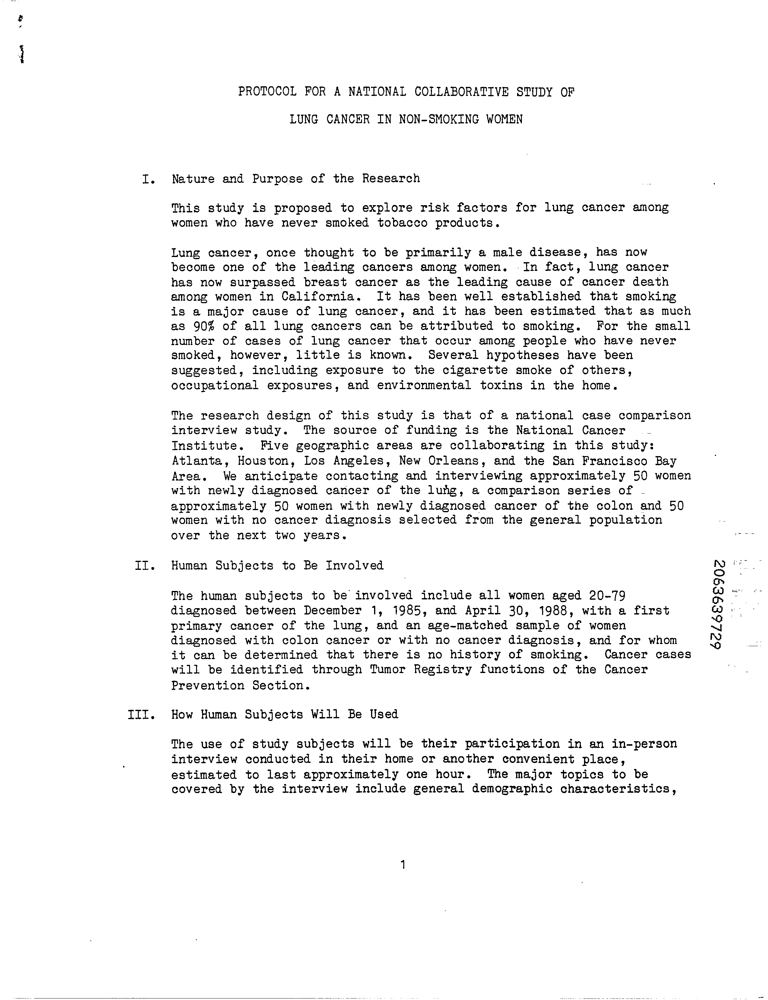 PROTOCOL FOR A NATIONAL COLLABORATIVE STUDY OF
LUNG CANCER IN NON-SMOKING WOMEN
I. Nature and Purpose of the Research
This study is proposed to explore risk factors for lung cancer among
women who have never smoked tobacco products.
Lung cancer, once thought to be primarily a male disease, has now
become one of the leading cancers among women. In fact, lung cancer
has now surpassed breast cancer as the leading cause of cancer death
among women in California. It has been well established that smoking
is a major cause of lung cancer, and it has been estimated that as much
as 90% of all lung cancers can be attributed to smoking. For the small
number of cases of lung cancer that occur among people who have never
smoked, however, little is known. Several hypotheses have been
suggested, including exposure to the cigarette smoke of others,
occupational exposures, and environmental toxins in the home.
The research design of this study is that of a national case comparison
interview study. The source of funding is the National Cancer
Institute. Five geographic areas are collaborating in this study:
Atlanta, Houston, Los Angeles, New Orleans, and the San Francisco Bay
Area. We anticipate contacting and interviewing approximately 50 women
with newly diagnosed cancer of the lung, a comparison series of
approximately 50 women with newly diagnosed cancer of the colon and 50
women with no cancer diagnosis selected from the general population
over the next two years.
II. Human Subjects to Be Involved
The human subjects to be involved include all women aged 20-79
diagnosed between December 1, 1985, and April 30, 1988, with a first
primary cancer of the lung, and an age-matched sample of women
diagnosed with colon cancer or with no cancer diagnosis, and for whom
it can be determined that there is no history of smoking. Cancer cases
will be identified through Tumor Registry functions of the Cancer
Prevention Section.
III. How Human Subjects Will Be Used
The use of study subjects will be their participation in an in-person
interview conducted in their home or another convenient place,
estimated to last approximately one hour. The major topics to be
covered by the interview include general demographic characteristics,
1
2063639729